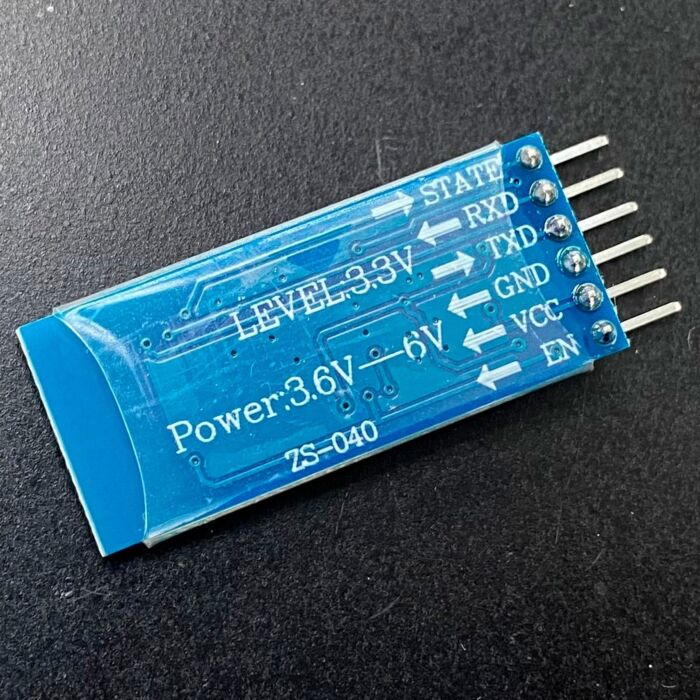 STATE
RXD
LEVEL:3.3V
TXD
GND
Power:3.6V—6V
VCC
EN
ZS-040